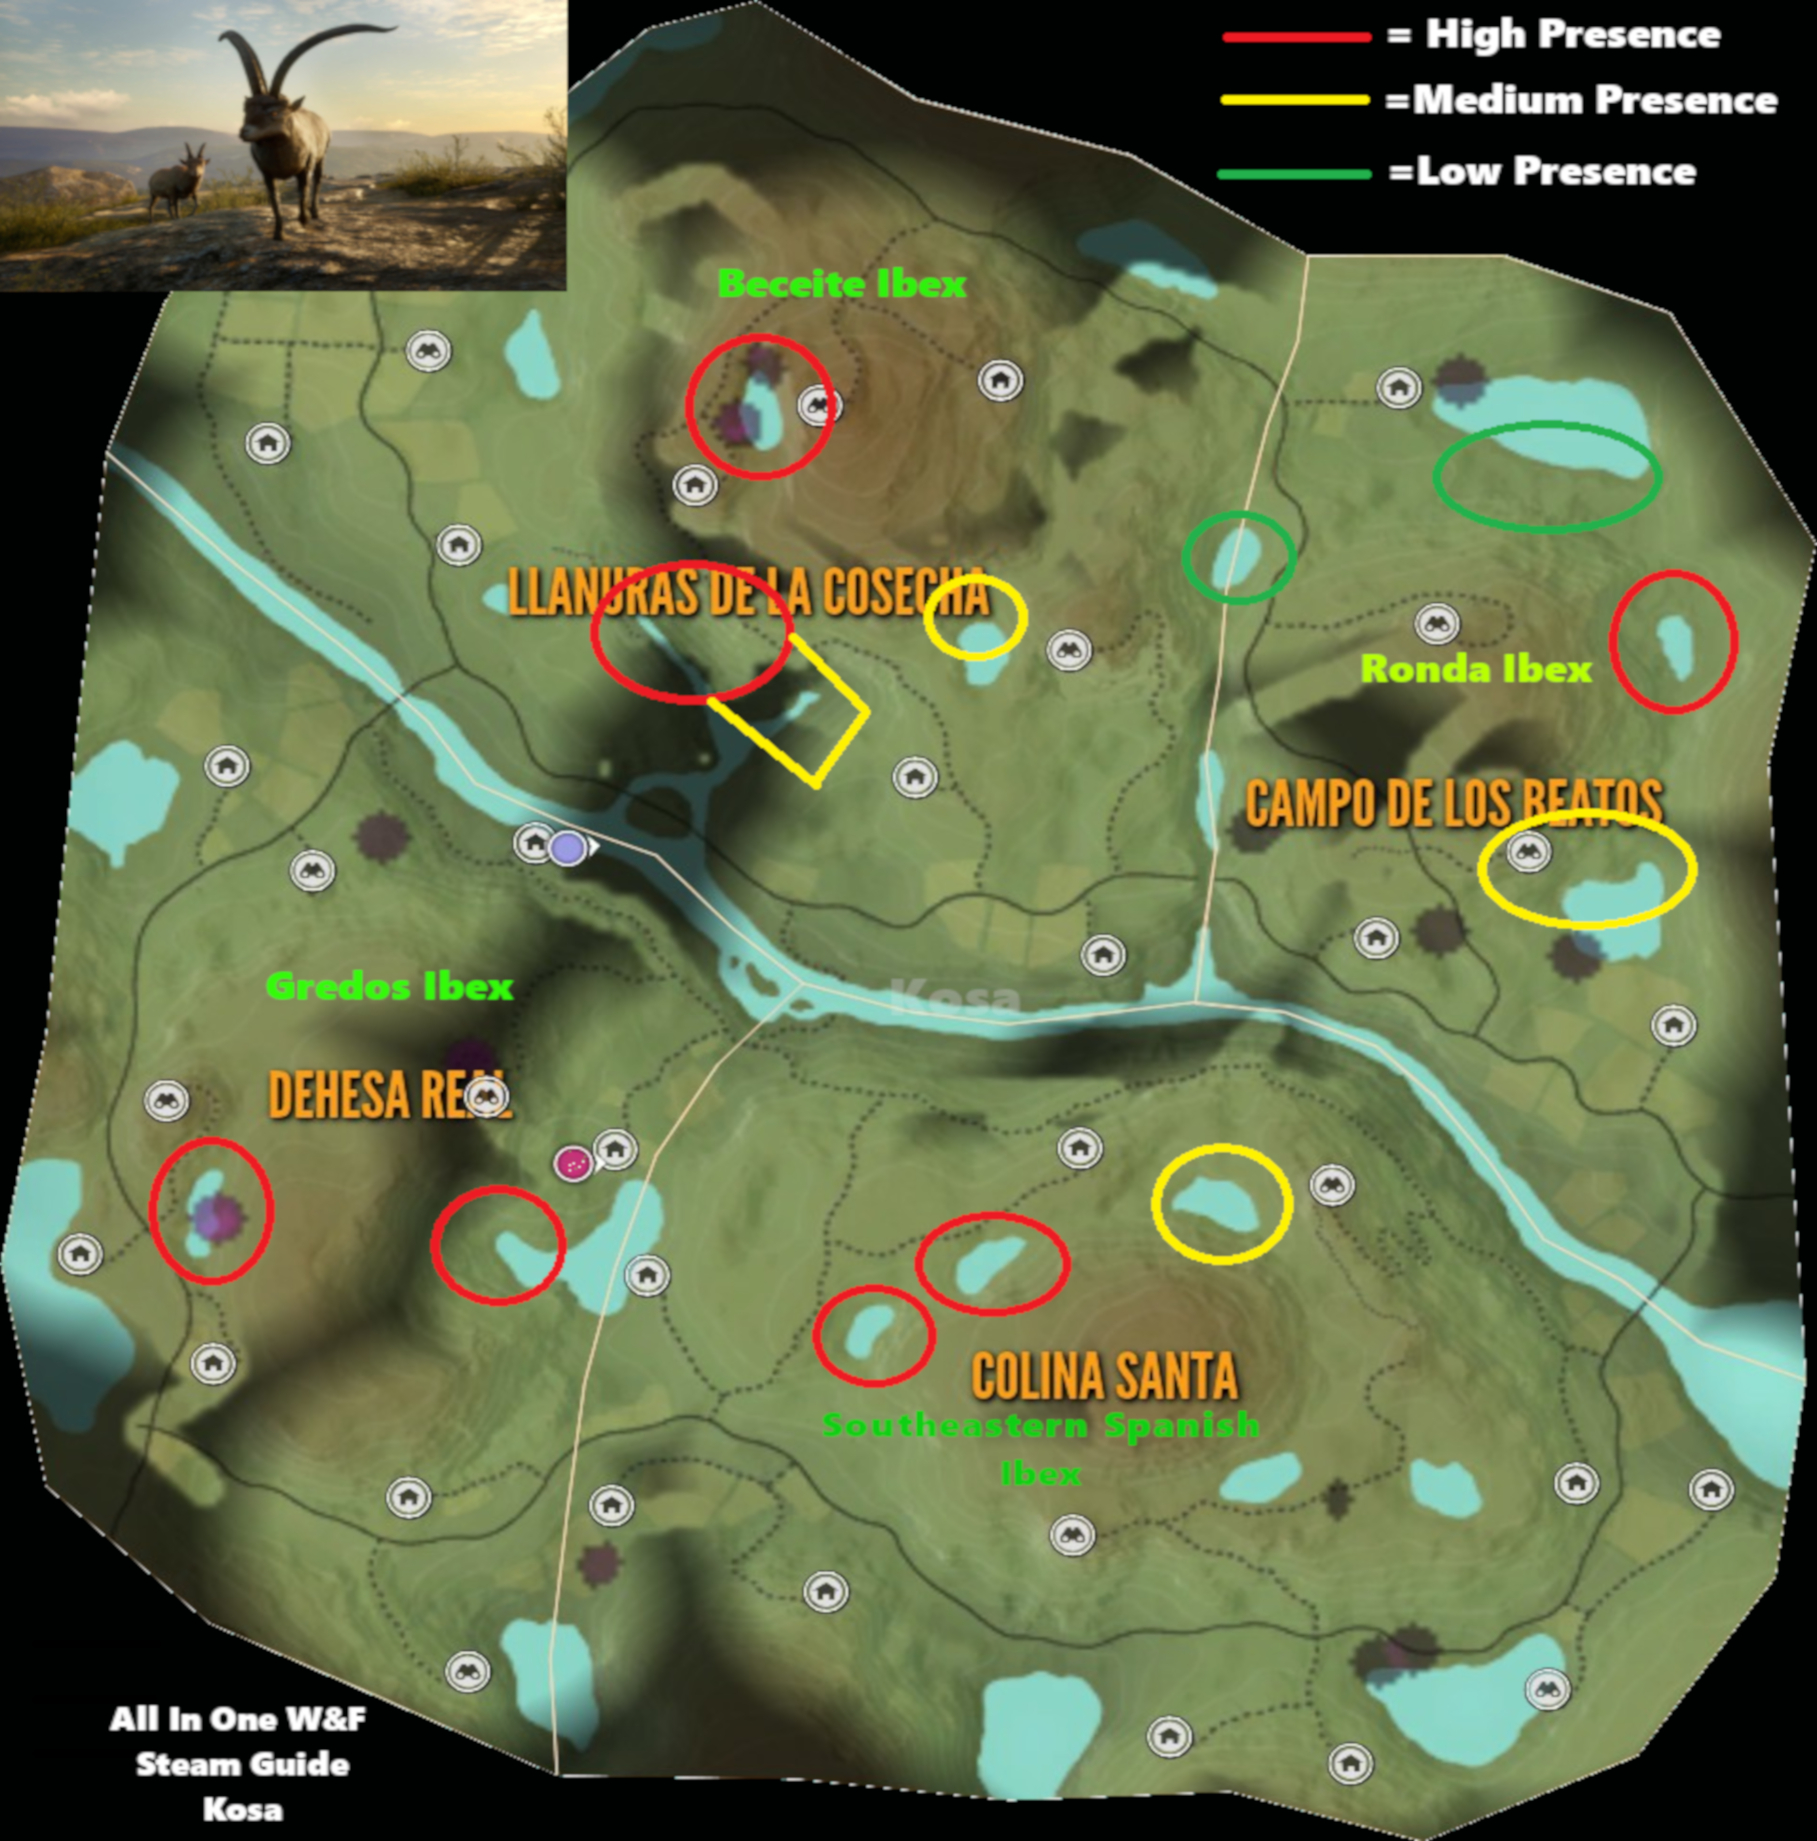 = High Presence
=Medium Presence
=Low Presence
Beceite Ibex
LLANURAS DE LA COSECHA
Ronda Ibex
CAMPO DE LOS BEATOS
Gredos Ibex
Kosa
DEHESA REAL
COLINA SANTA
Southeastern Spanish
Ibex
All In One W&F
Steam Guide
Kosa